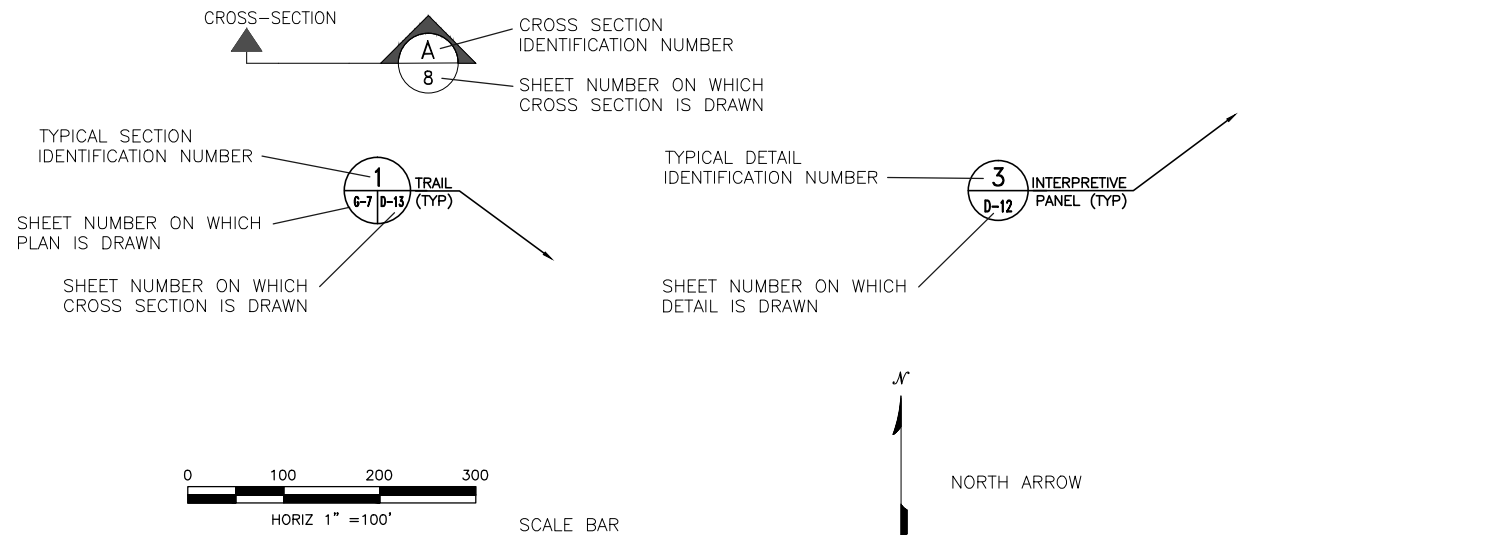 CROSS-SECTION
A
8
CROSS SECTION
IDENTIFICATION NUMBER
SHEET NUMBER ON WHICH
CROSS SECTION IS DRAWN
TYPICAL SECTION
IDENTIFICATION NUMBER
1
G-7 D-13
TRAIL
(TYP)
SHEET NUMBER ON WHICH
PLAN IS DRAWN
SHEET NUMBER ON WHICH
CROSS SECTION IS DRAWN
TYPICAL DETAIL
IDENTIFICATION NUMBER
3
D-12
INTERPRETIVE
PANEL (TYP)
SHEET NUMBER ON WHICH
DETAIL IS DRAWN
0 100 200 300
HORIZ 1" =100'
SCALE BAR
N
NORTH ARROW